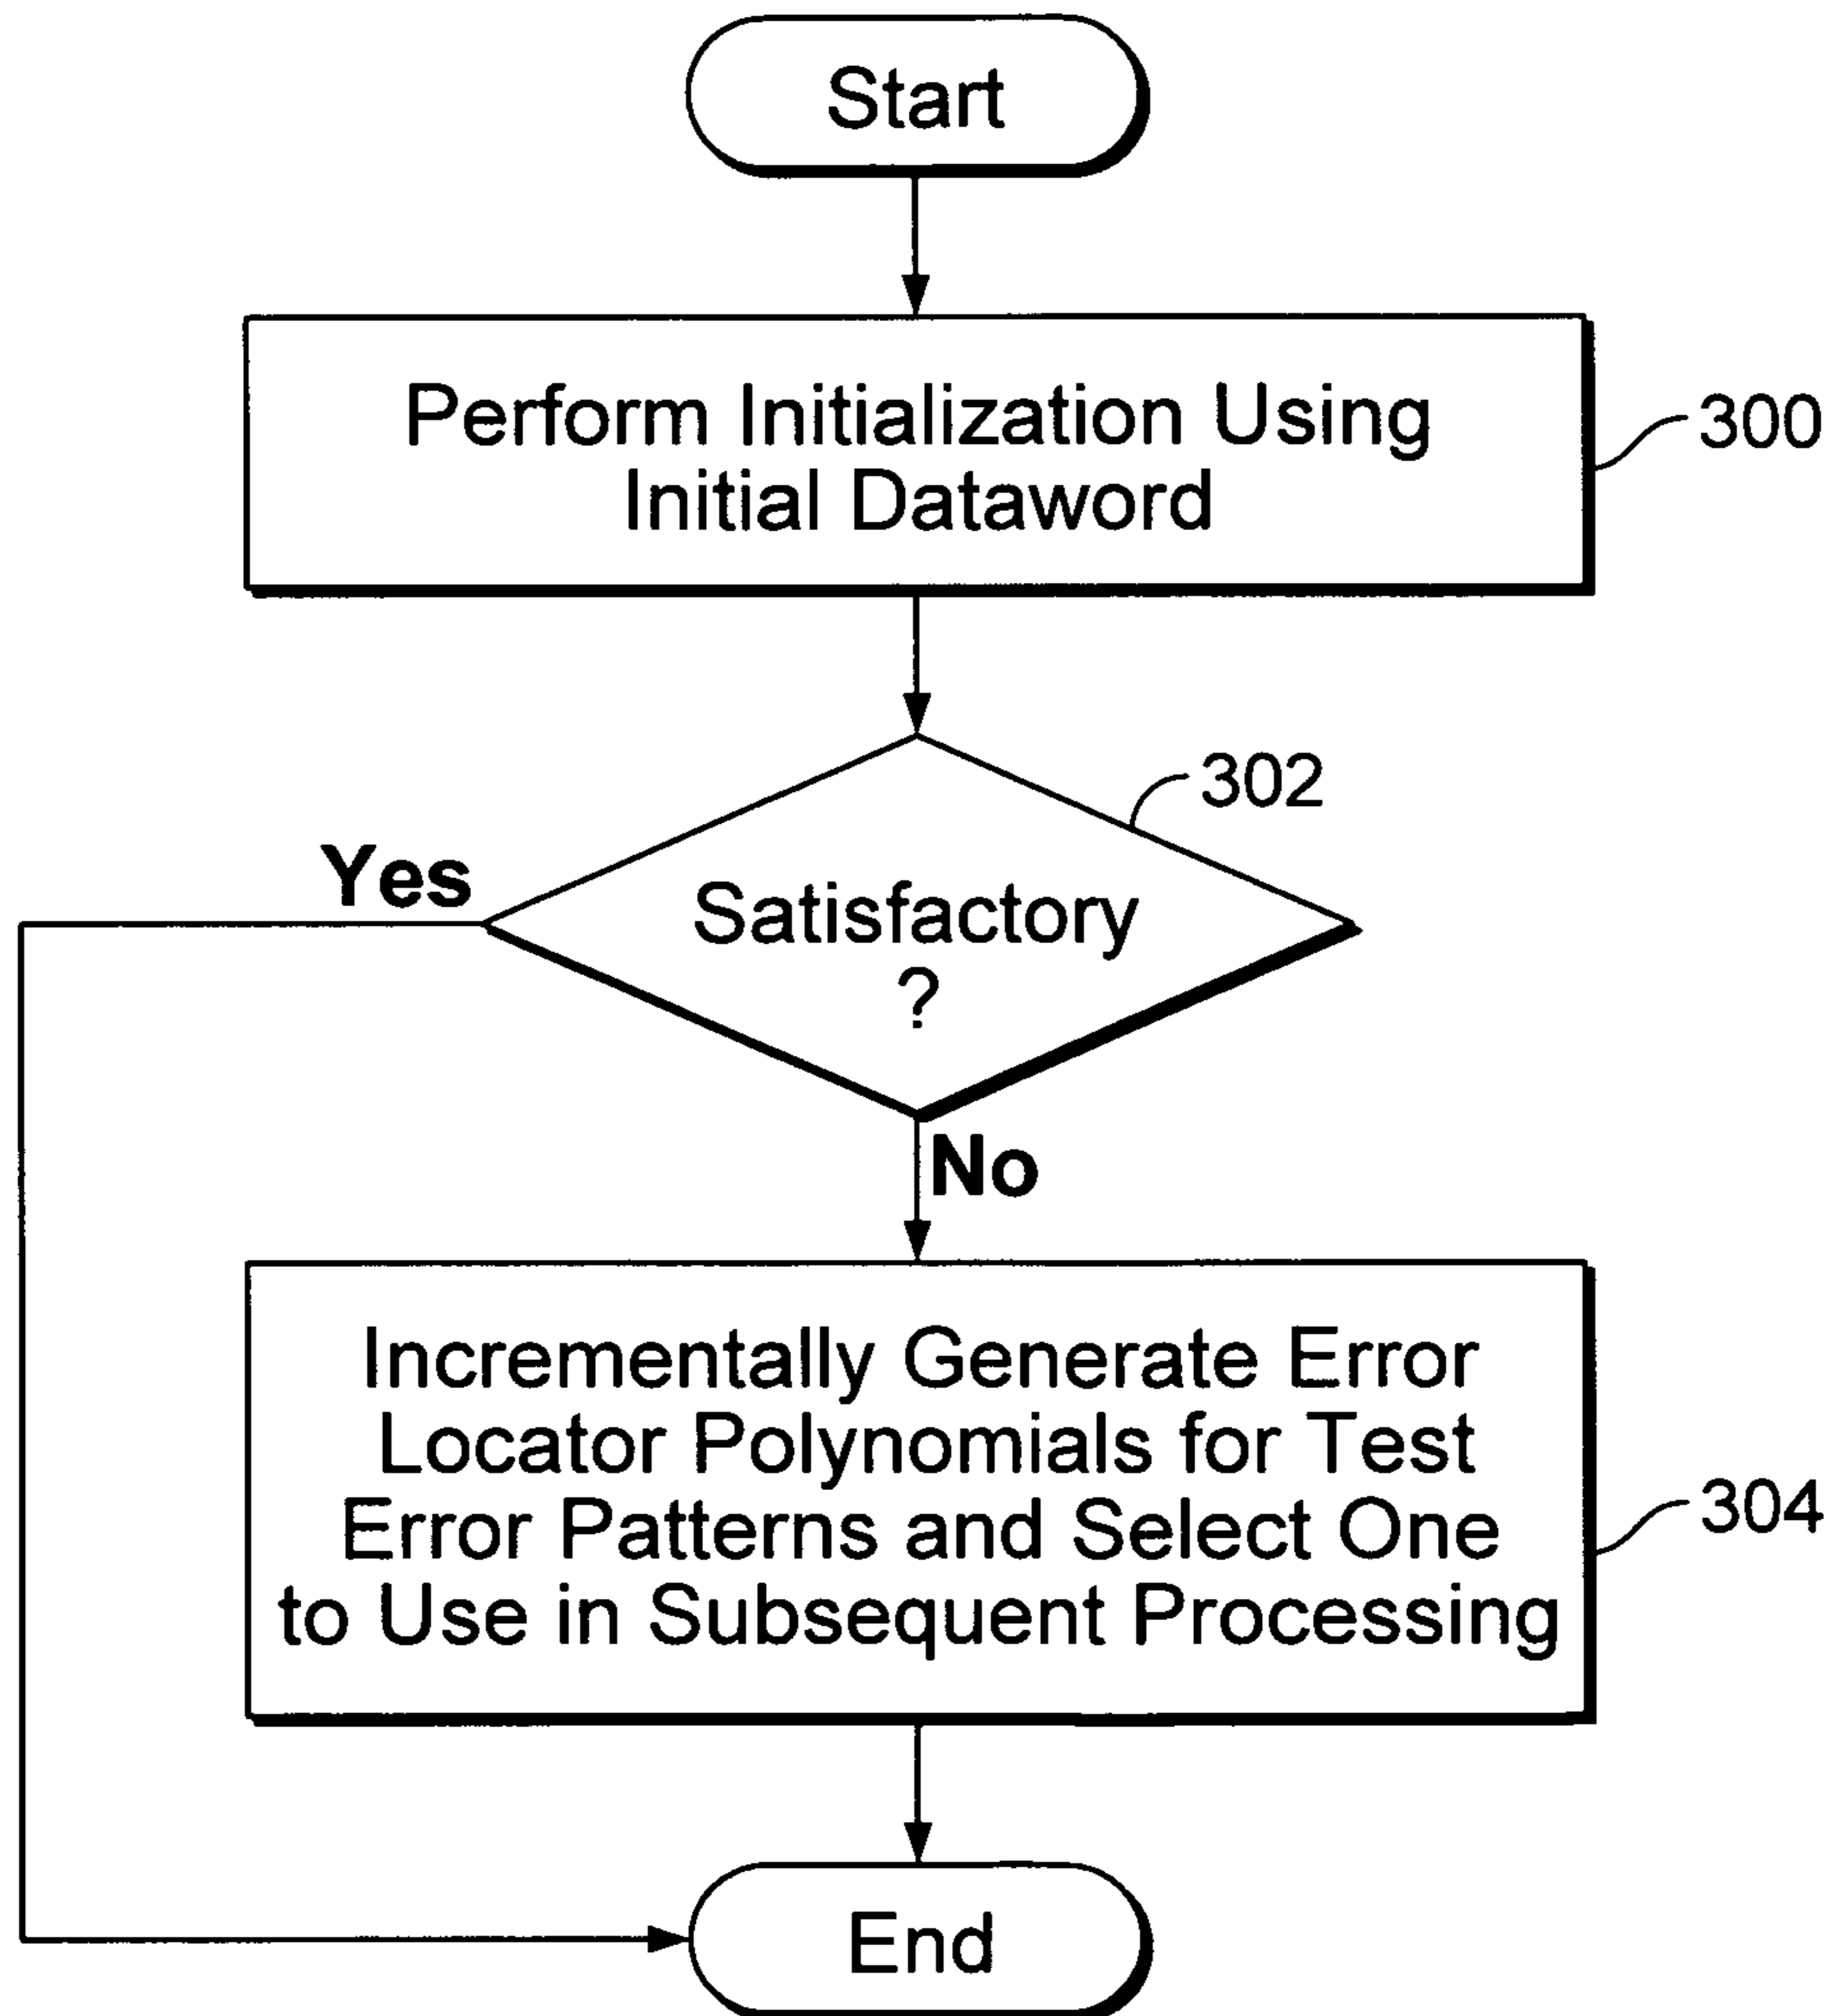 Start
Perform Initialization Using
Initial Dataword
300
302
Yes
Satisfactory
?
No
Incrementally Generate Error
Locator Polynomials for Test
Error Patterns and Select One
to Use in Subsequent Processing
304
End